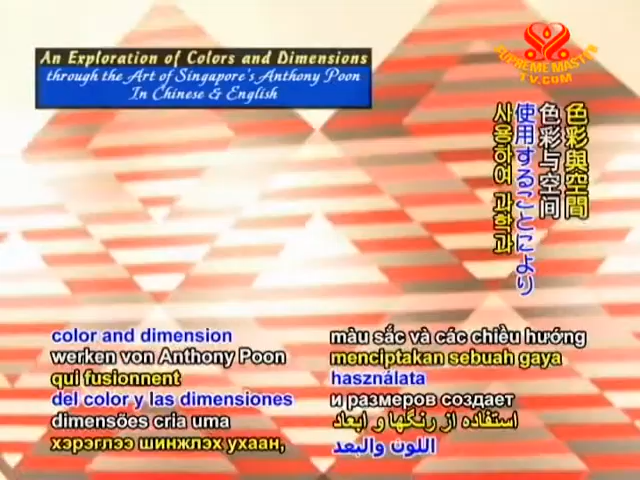 An Exploration of Colors and Dimensions
through the Art of Singapore's Anthony Poon
In Chinese & English
SUPREME MASTER
TV.COM
色彩與空間
色彩与空间
使用することにより
사용하여 과학과
color and dimension
werken von Anthony Poon
qui fusionnent
del color y las dimensiones
dimensões cria uma
хэрэглээ шинжлэх ухаан,
màu sắc và các chiều hướng
menciptakan sebuah gaya
használata
и размеров создает
استفاده از رنگها و ابعاد
اللون والبعد